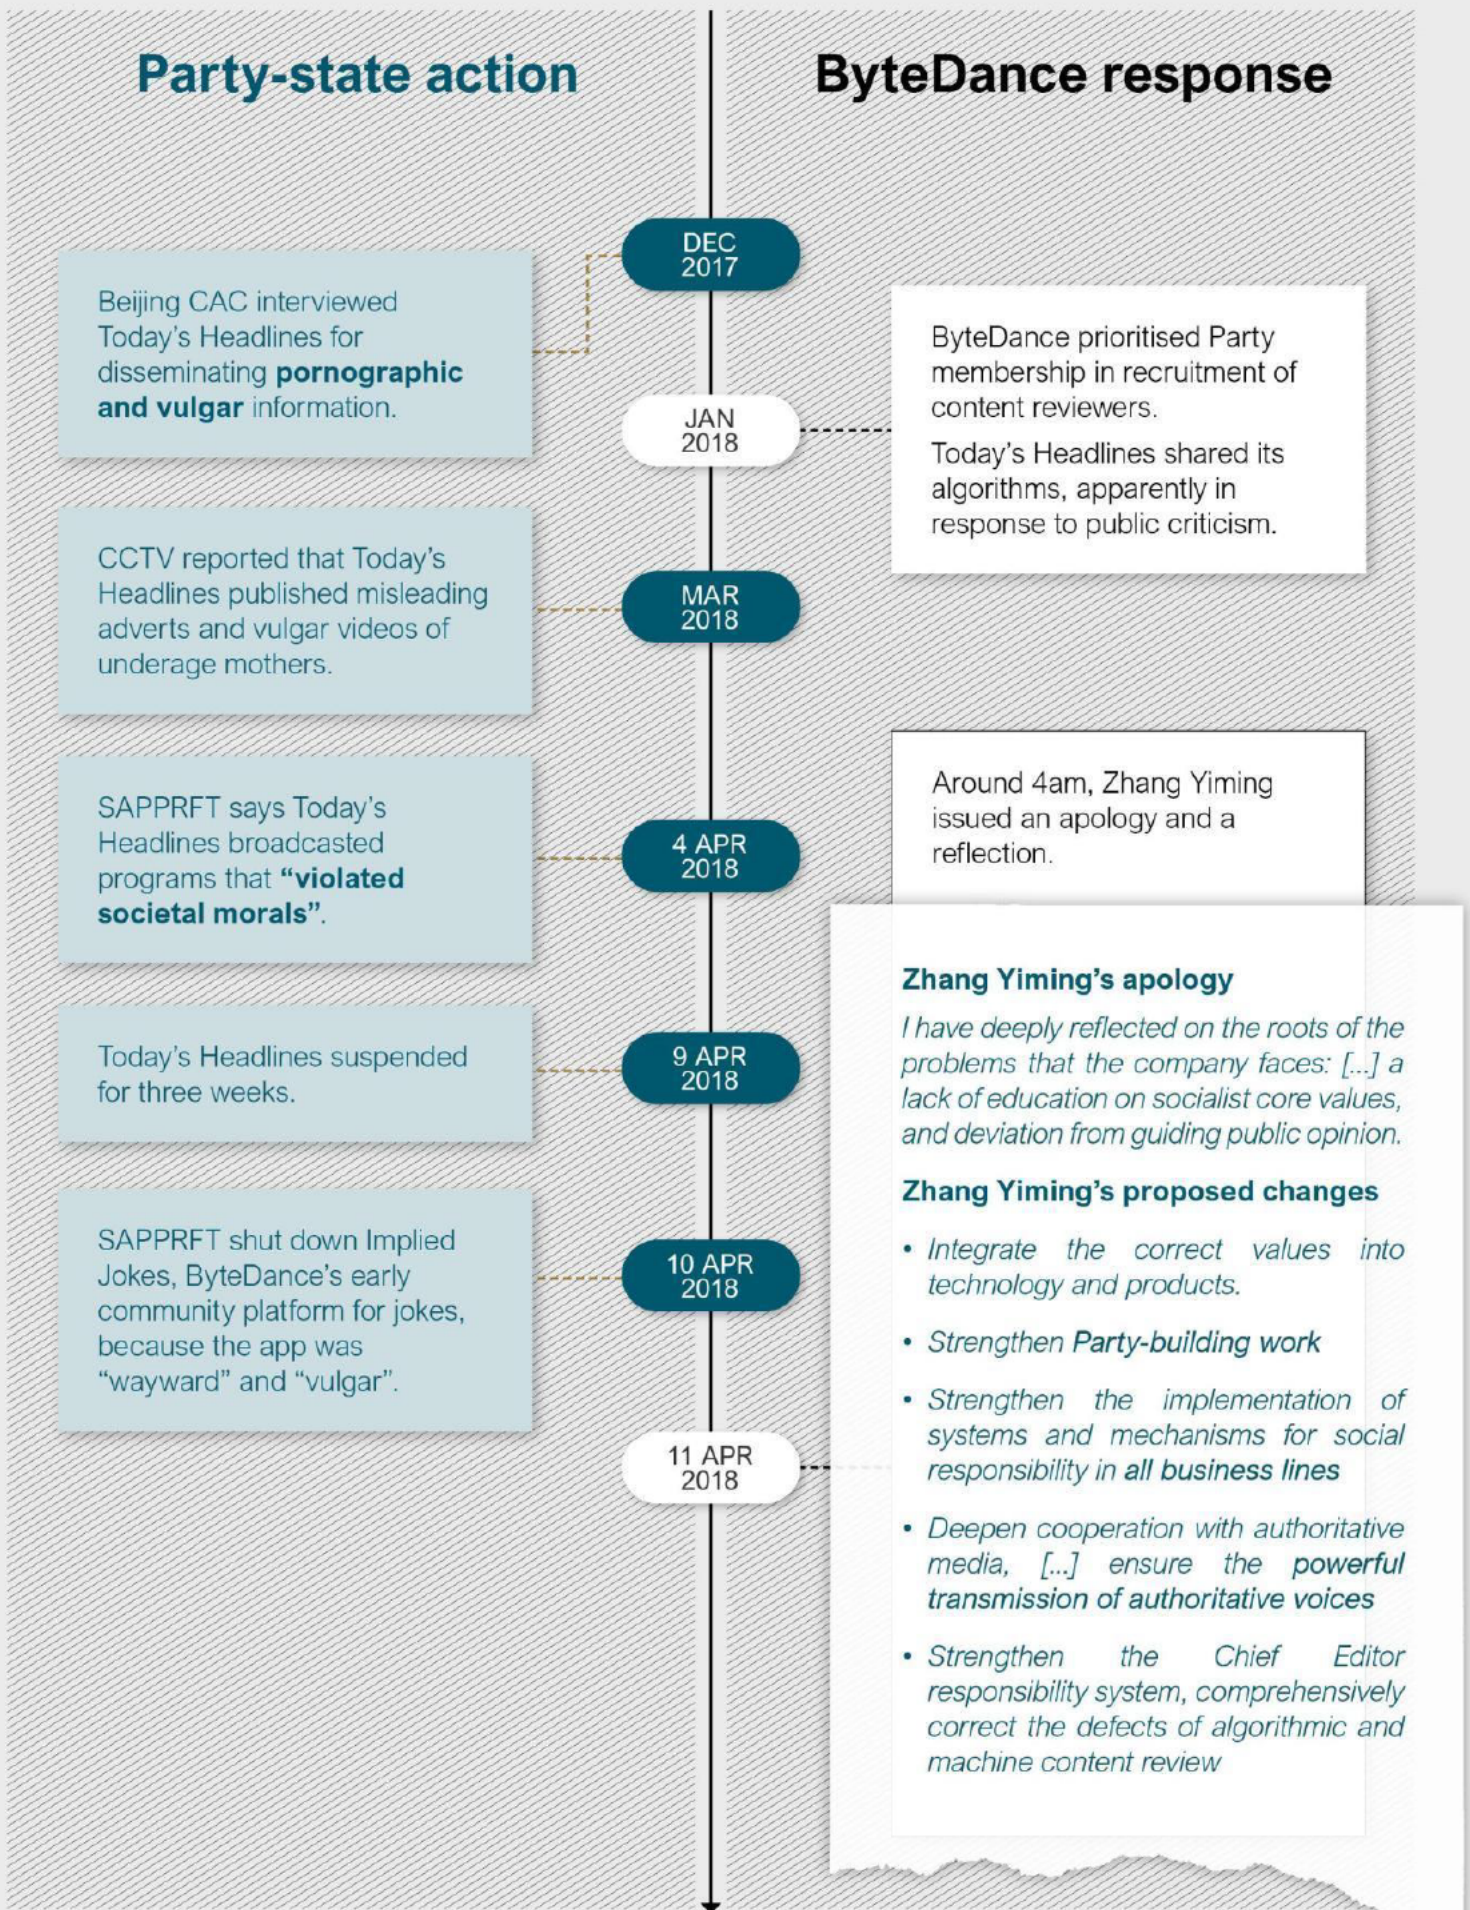 Party-state action
ByteDance response
DEC
2017
Beijing CAC interviewed
Today's Headlines for
disseminating pornographic
and vulgar information.
JAN
2018
ByteDance prioritised Party
membership in recruitment of
content reviewers.
Today's Headlines shared its
algorithms, apparently in
response to public criticism.
MAR
2018
CCTV reported that Today's
Headlines published misleading
adverts and vulgar videos of
underage mothers.
4 APR
2018
SAPPRFT says Today's
Headlines broadcasted
programs that “violated
societal morals”.
9 APR
2018
Today's Headlines suspended
for three weeks.
10 APR
2018
SAPPRFT shut down Implied
Jokes, ByteDance's early
community platform for jokes,
because the app was
“wayward” and “vulgar”.
11 APR
2018
Around 4am, Zhang Yiming
issued an apology and a
reflection.
Zhang Yiming's apology
I have deeply reflected on the roots of the
problems that the company faces: [...] a
lack of education on socialist core values,
and deviation from guiding public opinion.
Zhang Yiming's proposed changes
• Integrate the correct values into
technology and products.
• Strengthen Party-building work
• Strengthen the implementation of
systems and mechanisms for social
responsibility in all business lines
• Deepen cooperation with authoritative
media, [...] ensure the powerful
transmission of authoritative voices
• Strengthen the Chief Editor
responsibility system, comprehensively
correct the defects of algorithmic and
machine content review